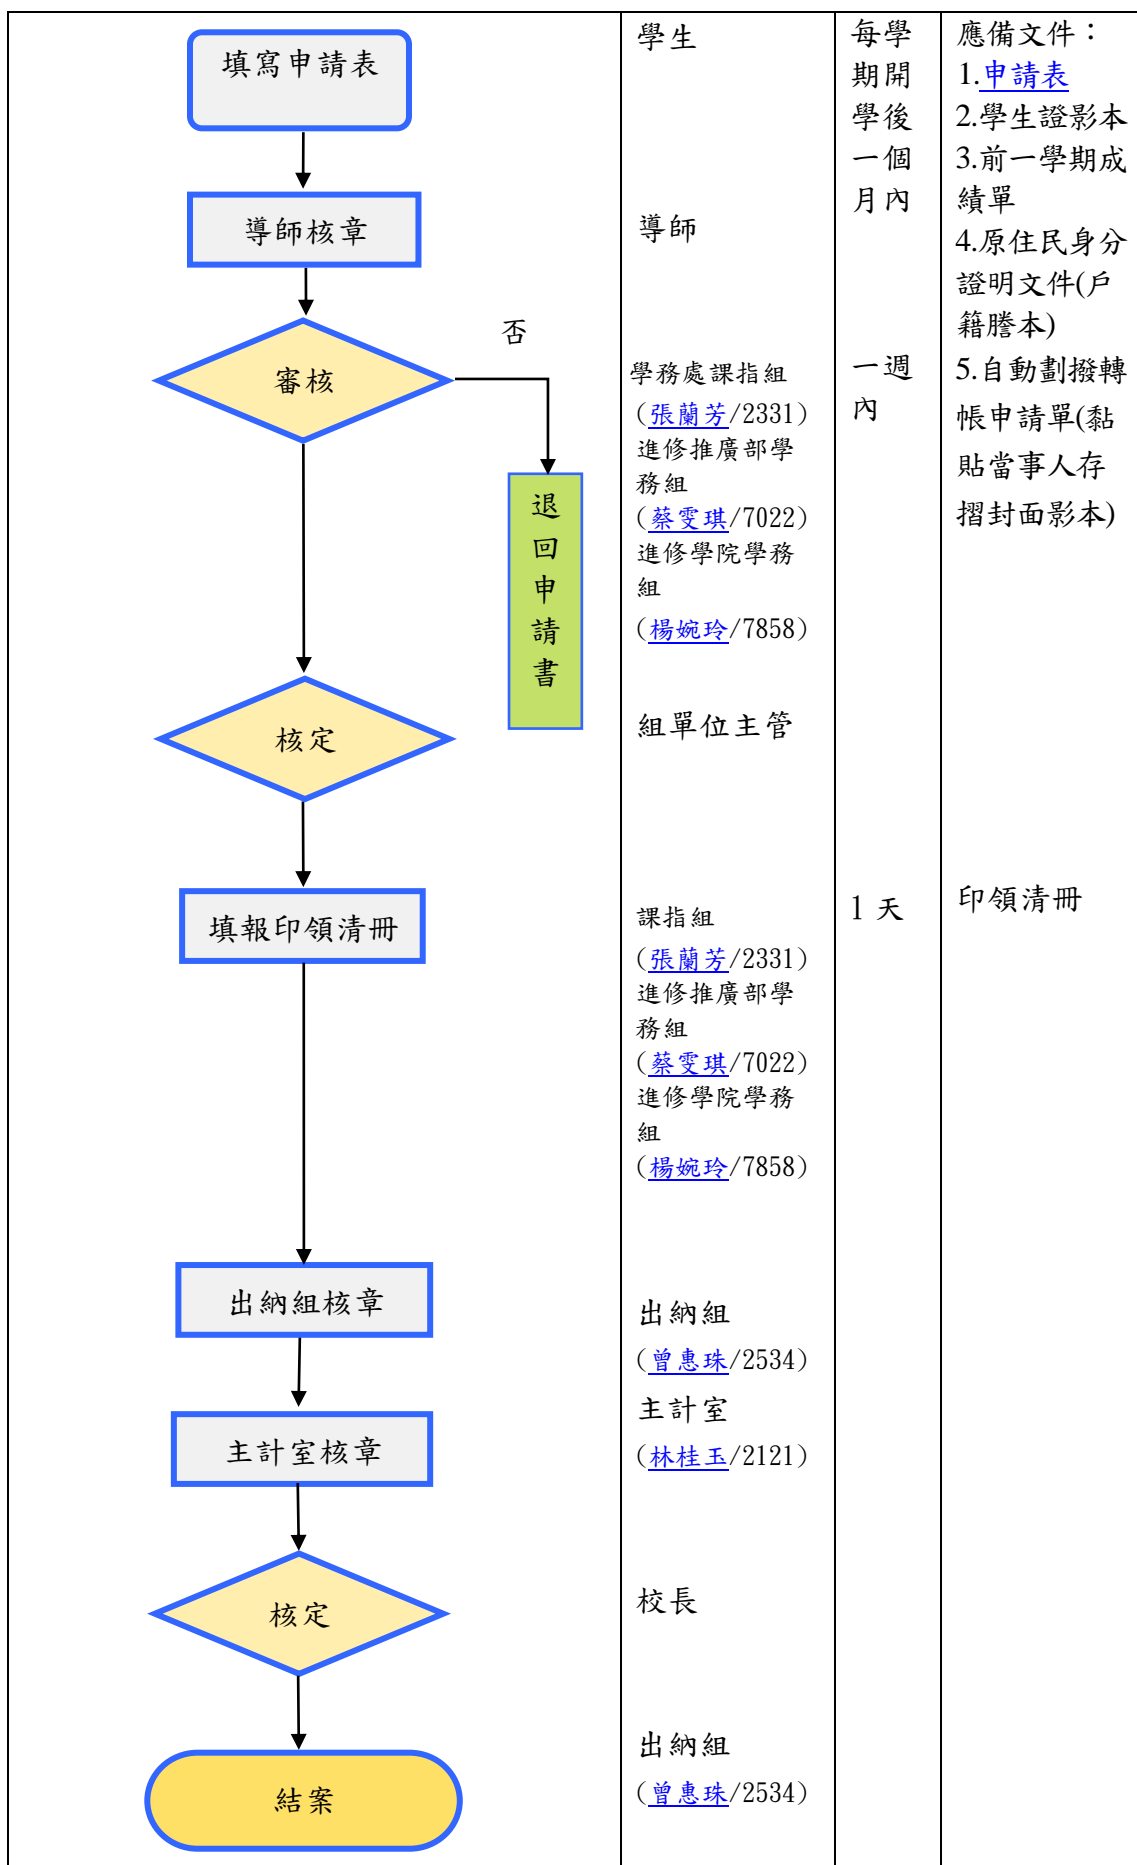 填寫申請表
導師核章
審核
否
退
回
申
請
書
核定
填報印領清冊
出納組核章
主計室核章
核定
結案
學生
導師
學務處課指組
(張蘭芳/2331)
進修推廣部學
務組
(蔡雯琪/7022)
進修學院學務
組
(楊婉玲/7858)
組單位主管
課指組
(張蘭芳/2331)
進修推廣部學
務組
(蔡雯琪/7022)
進修學院學務
組
(楊婉玲/7858)
出納組
(曾惠珠/2534)
主計室
(林桂玉/2121)
校長
出納組
(曾惠珠/2534)
每學
期開
學後
一個
月內
一週
內
1 天
應備文件：
1.申請表
2.學生證影本
3.前一學期成
績單
4.原住民身分
證明文件(戶
籍謄本)
5.自動劃撥轉
帳申請單(黏
貼當事人存
摺封面影本)
印領清冊